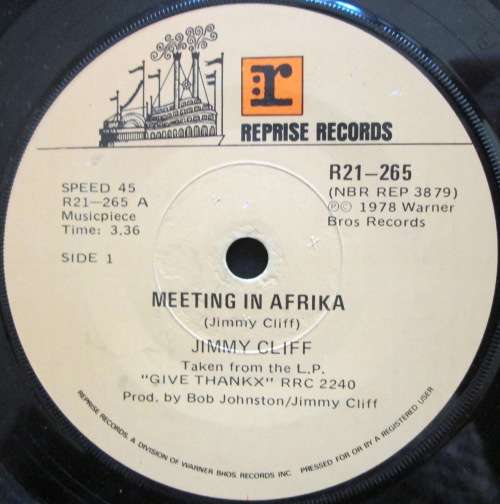 r
REPRISE RECORDS
SPEED 45
R21—265 A
Musicpiece
Time: 3.36
SIDE 1
R21—265
(NBR REP 3879)
℗© 1978 Warner
Bros Records
MEETING IN AFRIKA
(Jimmy Cliff)
JIMMY CLIFF
Taken from the L.P.
"GIVE THANKX" RRC 2240
Prod. by Bob Johnston/Jimmy Cliff
REPRISE RECORDS, A DIVISION OF WARNER BROS. RECORDS INC. PRESSED FOR OR BY A REGISTERED USER